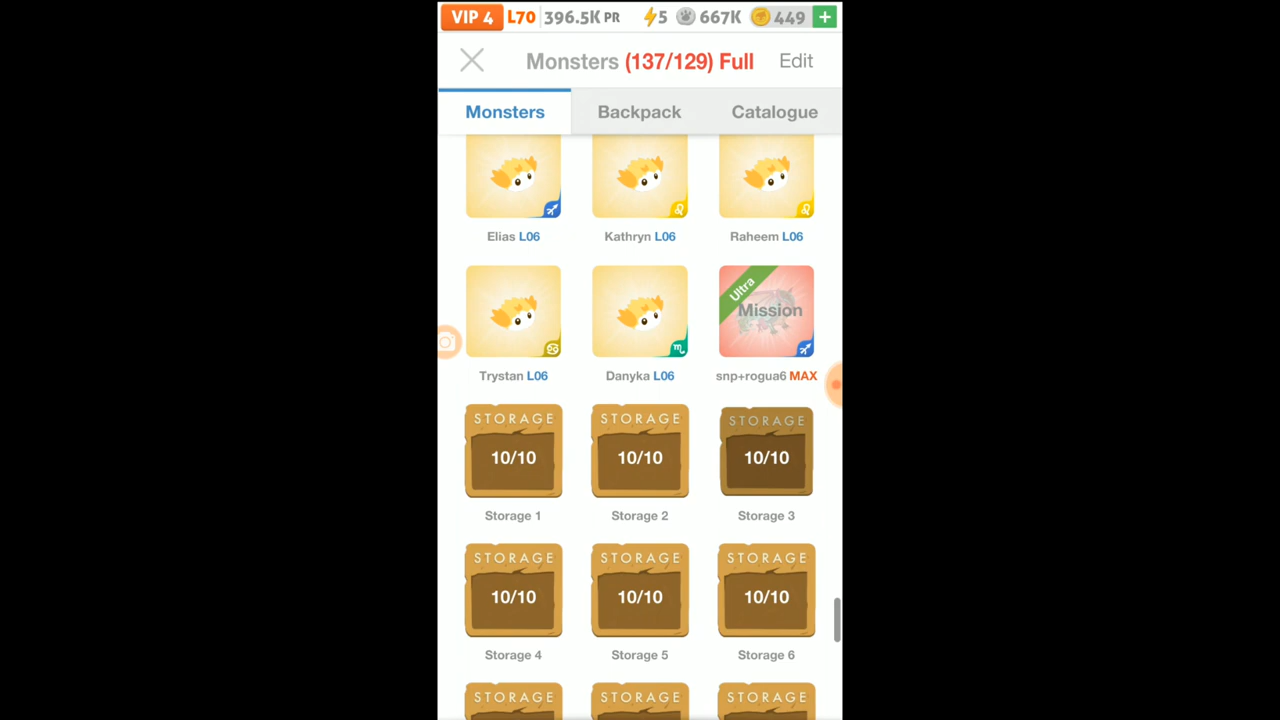 VIP 4 L70 396.5K PR 5 667K 449 +
Monsters (137/129) Full Edit
Monsters Backpack Catalogue
Elias L06 Kathryn L06 Raheem L06
Ultra
Mission
Trystan L06 Danyka L06 snp+rogua6 MAX
STORAGE STORAGE STORAGE
10/10 10/10 10/10
Storage 1 Storage 2 Storage 3
STORAGE STORAGE STORAGE
10/10 10/10 10/10
Storage 4 Storage 5 Storage 6
STORAGE STORAGE STORAGE